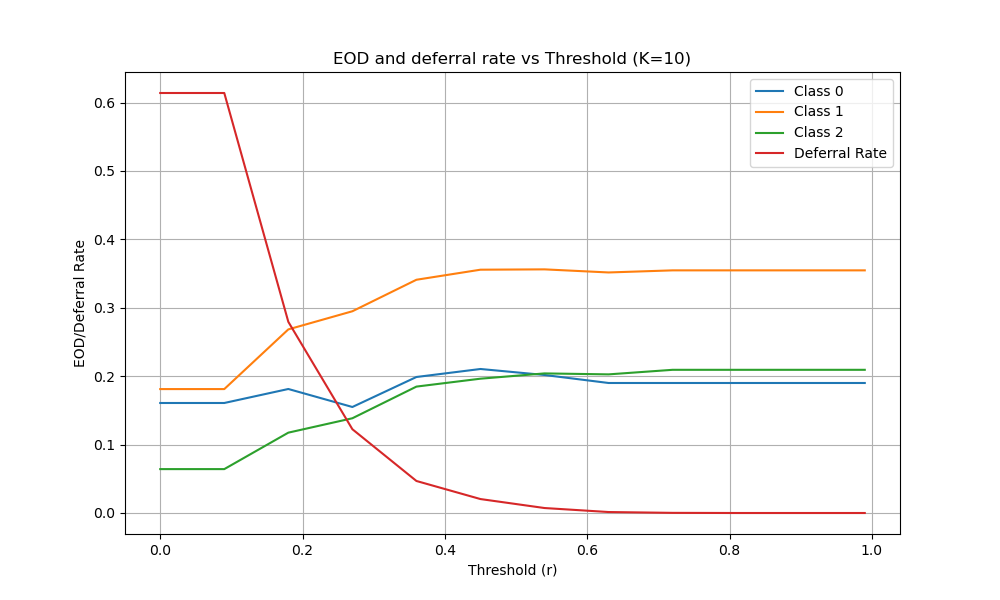 EOD and deferral rate vs Threshold (K=10)
Class 0
Class 1
Class 2
Deferral Rate
EOD/Deferral Rate
0.6
0.5
0.4
0.3
0.2
0.1
0.0
0.0 0.2 0.4 0.6 0.8 1.0
Threshold (r)